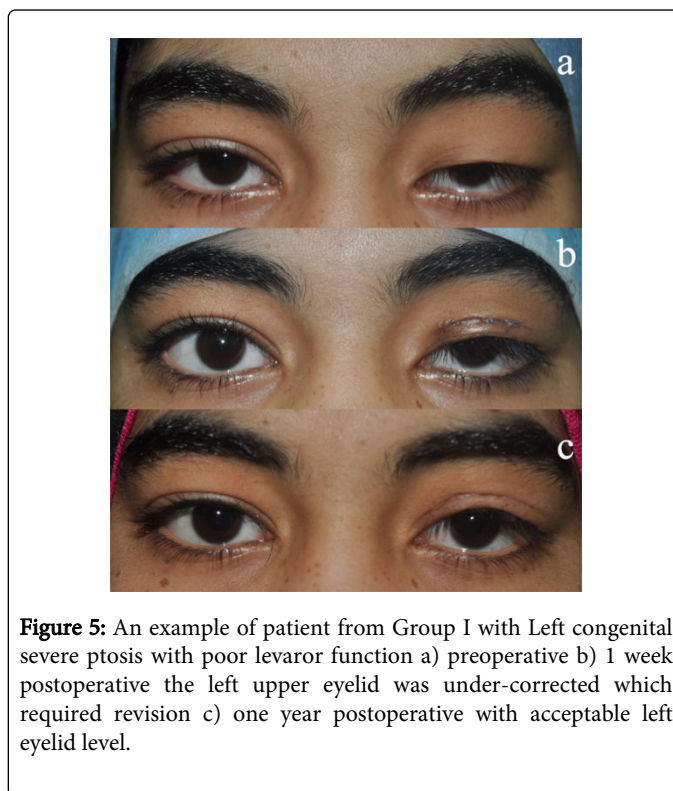 a
b
c
Figure 5: An example of patient from Group I with Left congenital
severe ptosis with poor levaror function a) preoperative b) 1 week
postoperative the left upper eyelid was under-corrected which
required revision c) one year postoperative with acceptable left
eyelid level.